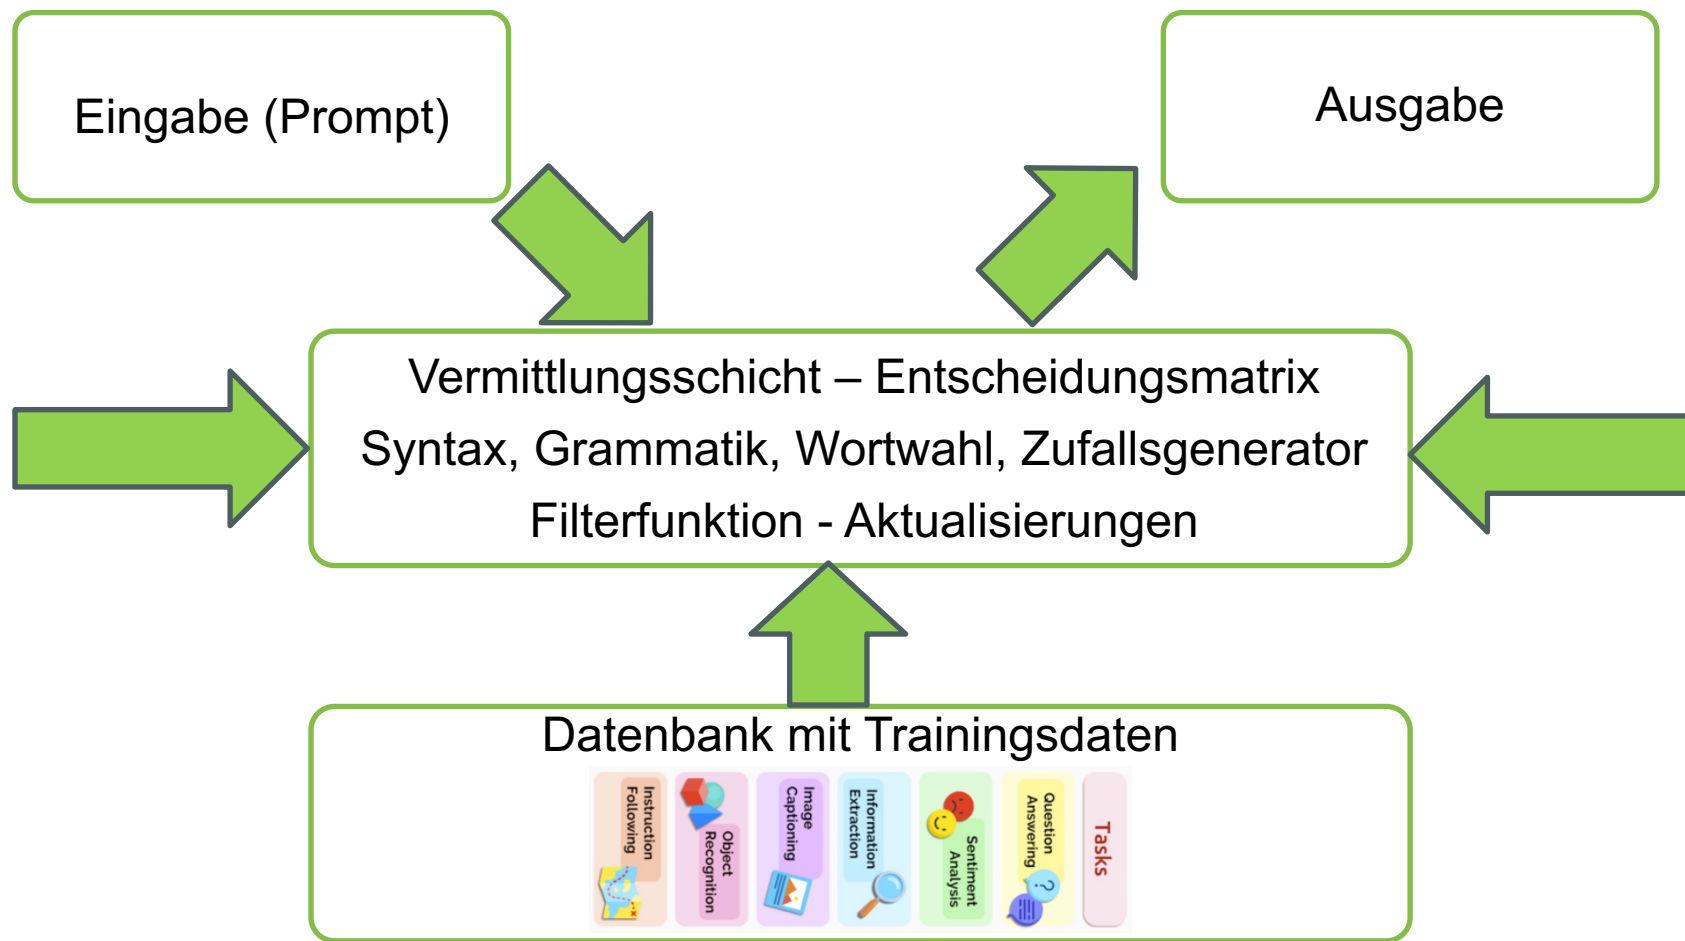 Eingabe (Prompt)
Ausgabe
Vermittlungsschicht – Entscheidungsmatrix
Syntax, Grammatik, Wortwahl, Zufallsgenerator
Filterfunktion - Aktualisierungen
Datenbank mit Trainingsdaten
Tasks
Question
Answering
Sentiment
Analysis
Information
Extraction
Image
Captioning
Object
Recognition
Instruction
Following